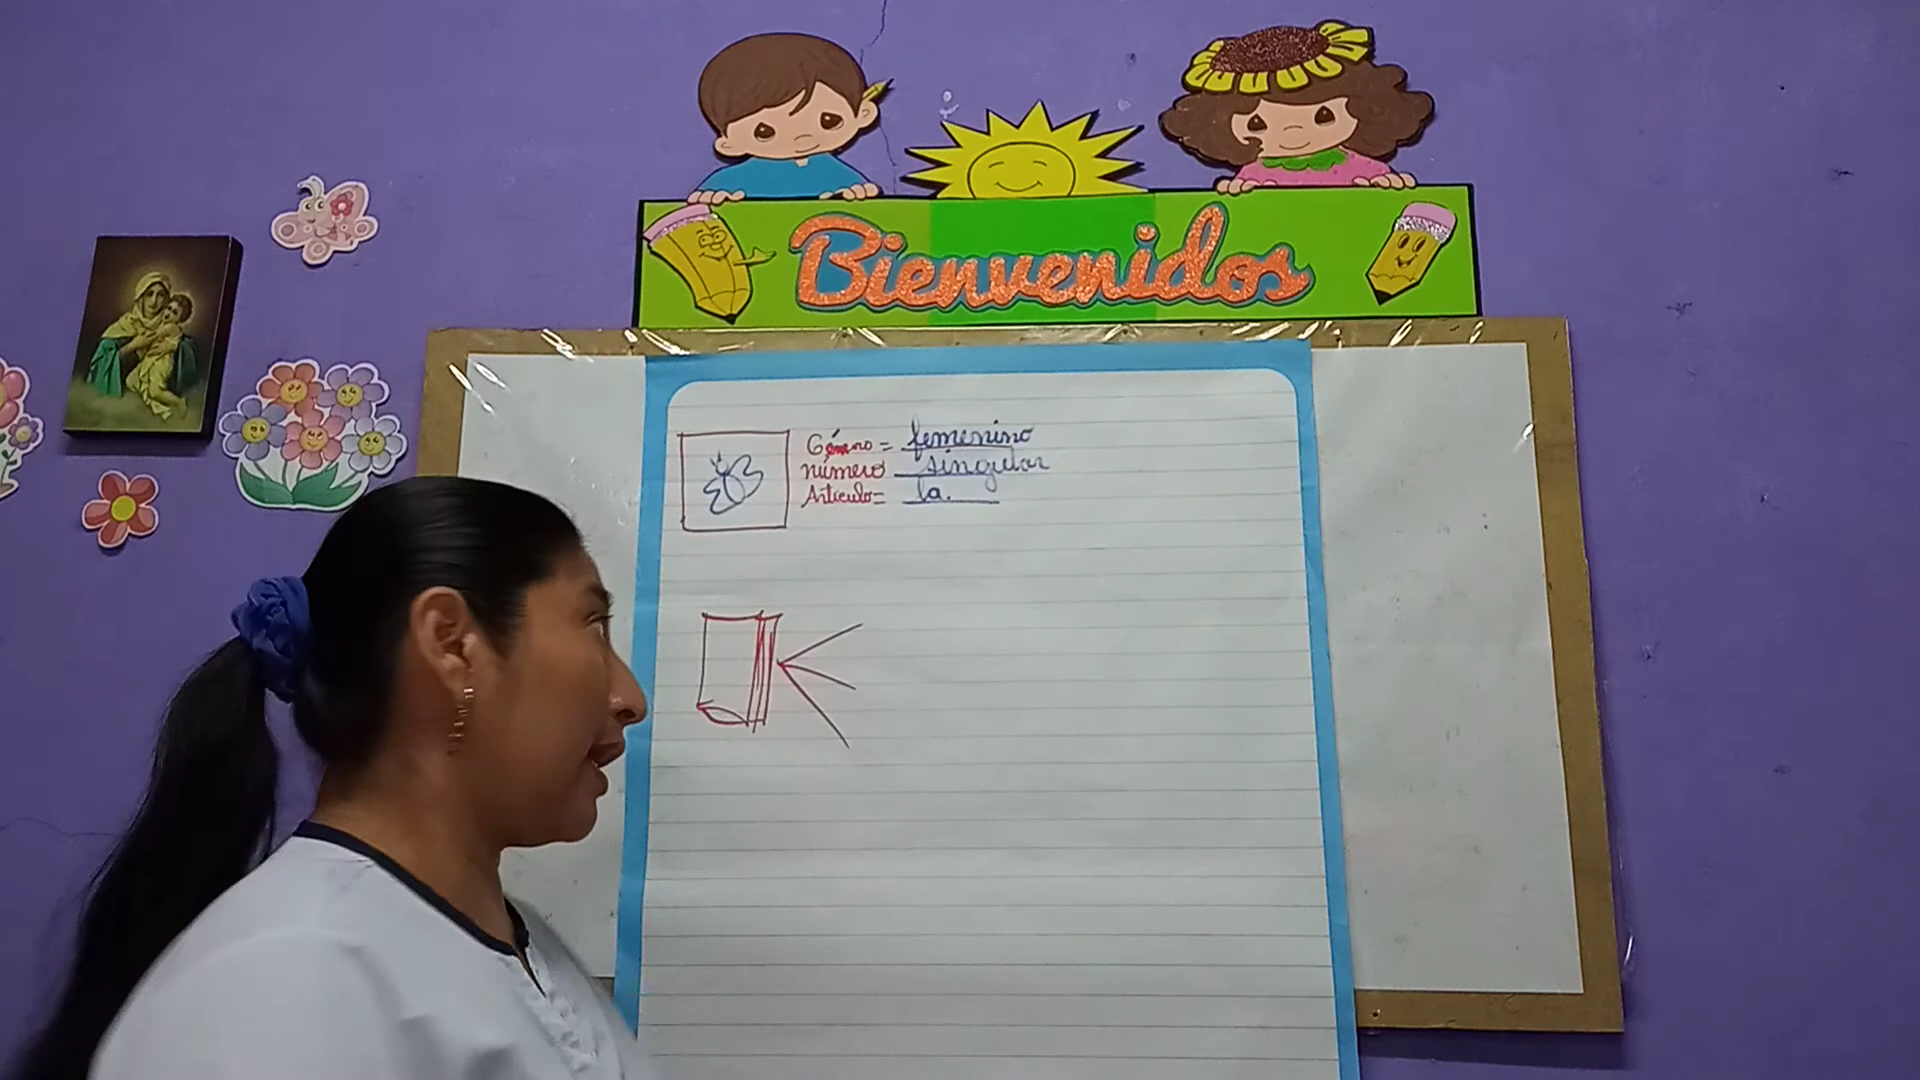 Bienvenidos
Género = femenino
número singular
Artículo = la.